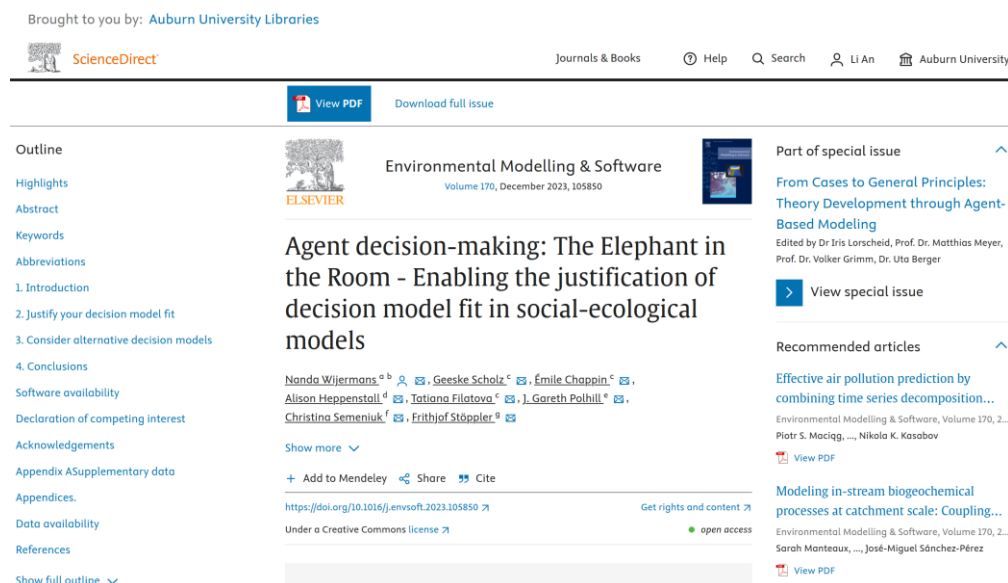 Brought to you by: Auburn University Libraries
ScienceDirect
Journals & Books
Help
Search
Li An
Auburn University
View PDF
Download full issue
Outline
Highlights
Abstract
Keywords
Abbreviations
1. Introduction
2. Justify your decision model fit
3. Consider alternative decision models
4. Conclusions
Software availability
Declaration of competing interest
Acknowledgements
Appendix ASupplementary data
Appendices.
Data availability
References
Show full outline
ELSEVIER
Environmental Modelling & Software
Volume 170, December 2023, 105850
Agent decision-making: The Elephant in
the Room - Enabling the justification of
decision model fit in social-ecological
models
Nanda Wijermans a b, Geeske Scholz c, Émile Chappin c,
Alison Heppenstall d, Tatiana Filatova c, J. Gareth Polhill e,
Christina Semeniuk f, Frithjof Stöppler g
Show more
Add to Mendeley
Share
Cite
https://doi.org/10.1016/j.envsoft.2023.105850
Get rights and content
Under a Creative Commons license
open access
Part of special issue
From Cases to General Principles:
Theory Development through Agent-
Based Modeling
Edited by Dr Iris Lorscheid, Prof. Dr. Matthias Meyer,
Prof. Dr. Volker Grimm, Dr. Uta Berger
View special issue
Recommended articles
Effective air pollution prediction by
combining time series decomposition…
Environmental Modelling & Software, Volume 170, 2…
Piotr S. Maciąg, …, Nikola K. Kasabov
View PDF
Modeling in-stream biogeochemical
processes at catchment scale: Coupling…
Environmental Modelling & Software, Volume 170, 2…
Sarah Manteaux, …, José-Miguel Sánchez-Pérez
View PDF